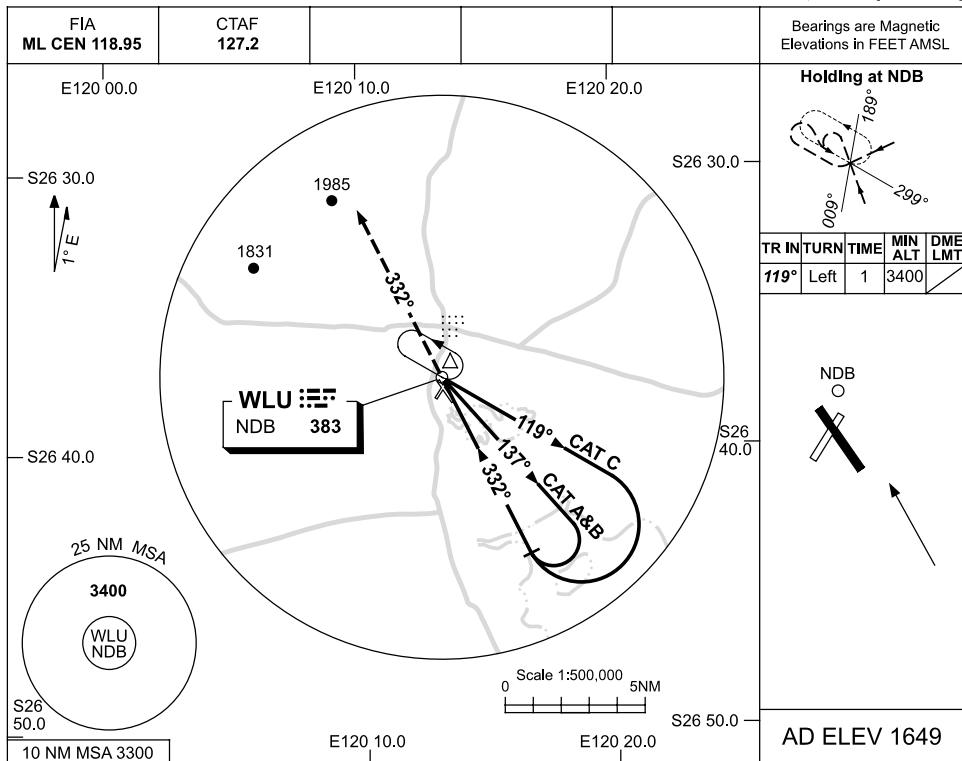 FIA
ML CEN 118.95
CTAF
127.2
Bearings are Magnetic
Elevations in FEET AMSL
E120 00.0
E120 10.0
E120 20.0
S26 30.0
S26 30.0
1° E
1985
1831
332°
WLU
NDB 383
119°
CAT C
137°
CAT A&B
332°
S26
40.0
S26 40.0
25 NM MSA
3400
WLU
NDB
S26
50.0
10 NM MSA 3300
Scale 1:500,000
0 5NM
S26 50.0
E120 10.0
E120 20.0
Holding at NDB
189°
009°
299°
TR IN TURN TIME MIN ALT DME LMT
119° Left 1 3400
NDB
AD ELEV 1649